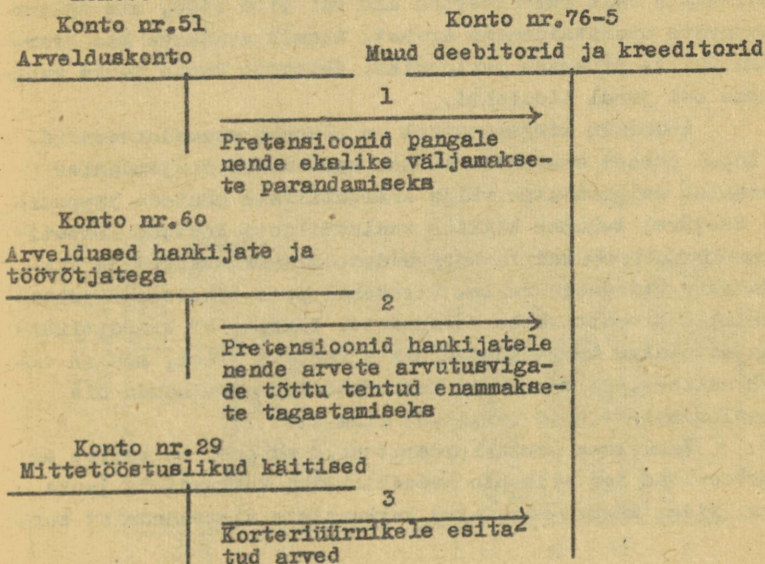 Konto nr.51
Arvelduskonto
Konto nr.76-5
Muud deebitorid ja kreeditorid
1
Pretensioonid pangale
nende ekslike väljamakse-
te parandamiseks
Konto nr.60
Arveldused hankijate ja
töövõtjatega
2
Pretensioonid hankijatele
nende arvete arvutusviga-
de tõttu tehtud enammakse-
te tagastamiseks
Konto nr.29
Mittetööstuslikud käitised
3
Korteriüürnikele esita-
tud arved